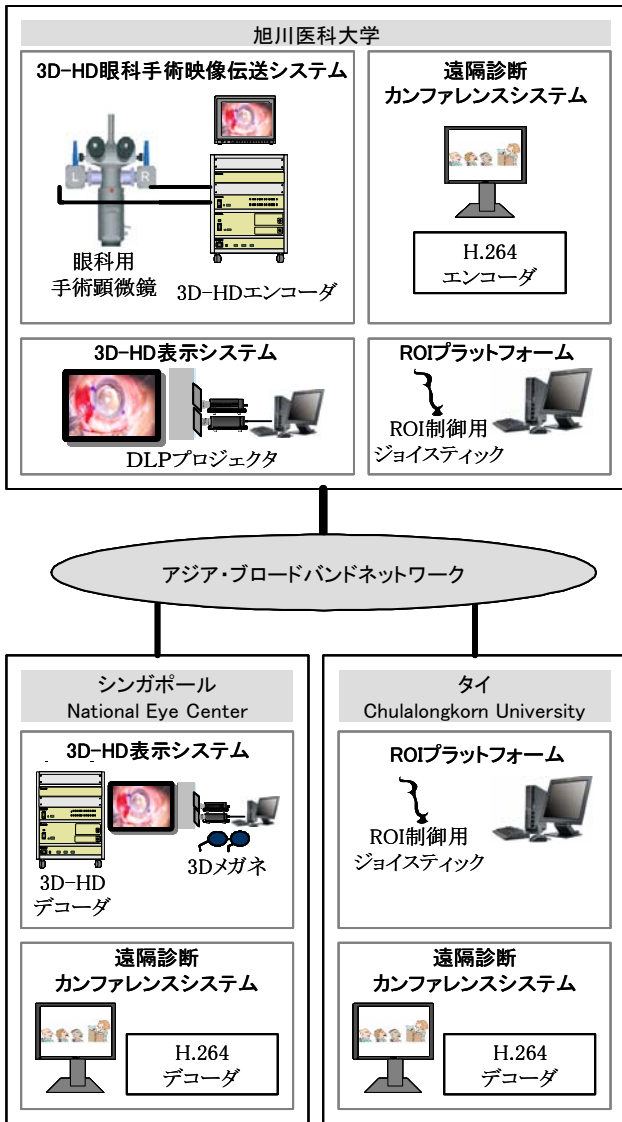 旭川医科大学
3D-HD眼科手術映像伝送システム
L
R
眼科用
手術顕微鏡
3D-HDエンコーダ
遠隔診断
カンファレンスシステム
H.264
エンコーダ
3D-HD表示システム
DLPプロジェクタ
ROIプラットフォーム
ROI制御用
ジョイスティック
アジア・ブロードバンドネットワーク
シンガポール
National Eye Center
3D-HD表示システム
3D-HD
デコーダ
3Dメガネ
遠隔診断
カンファレンスシステム
H.264
デコーダ
タイ
Chulalongkorn University
ROIプラットフォーム
ROI制御用
ジョイスティック
遠隔診断
カンファレンスシステム
H.264
デコーダ